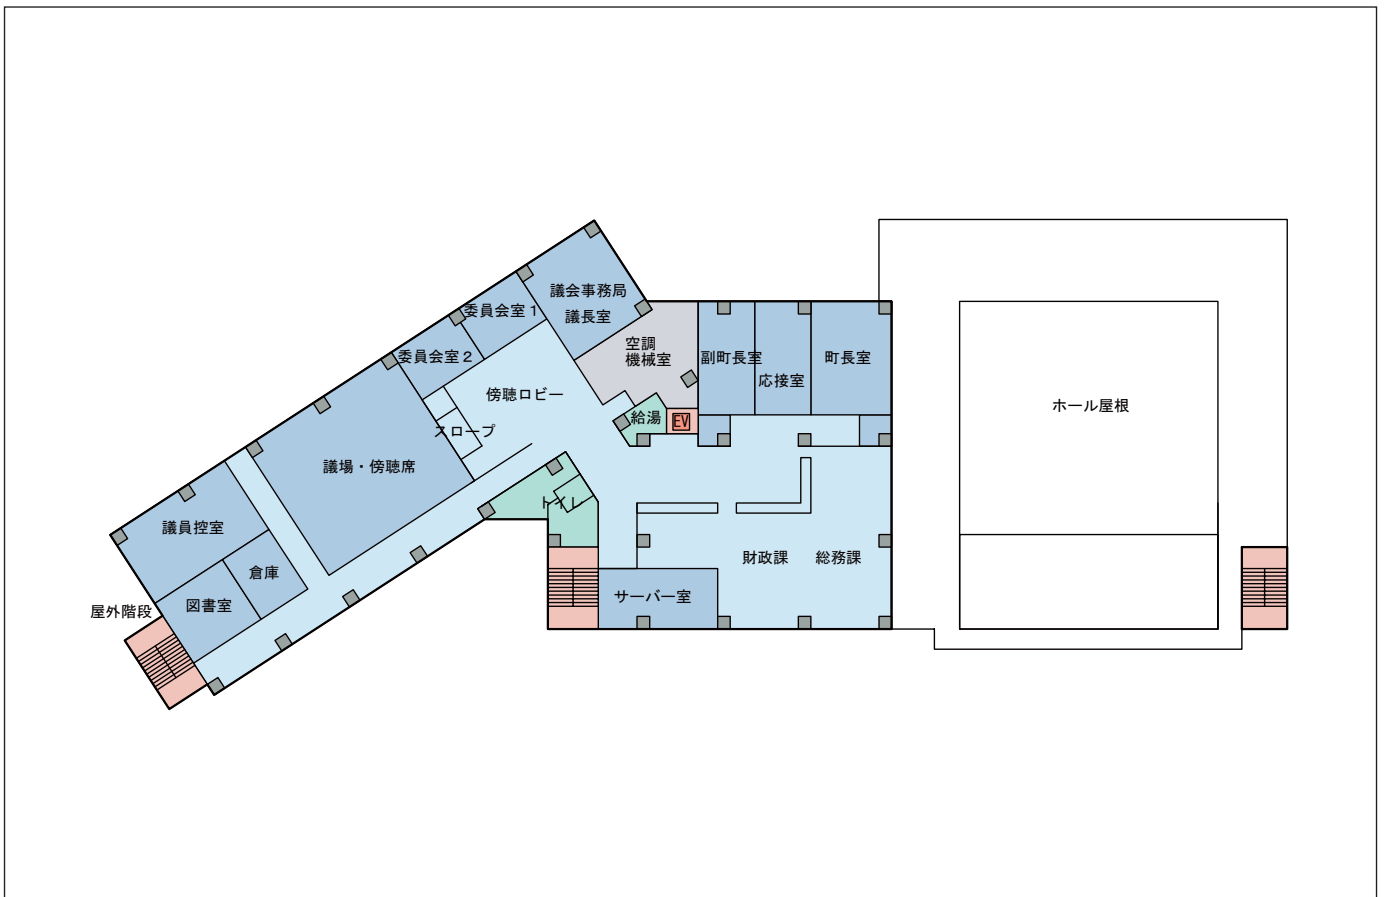 議会事務局
議長室
委員会室１
委員会室２
空調
機械室
副町長室
応接室
町長室
傍聴ロビー
給湯
EV
ホール屋根
スロープ
議場・傍聴席
トイレ
議員控室
倉庫
図書室
財政課
総務課
サーバー室
屋外階段